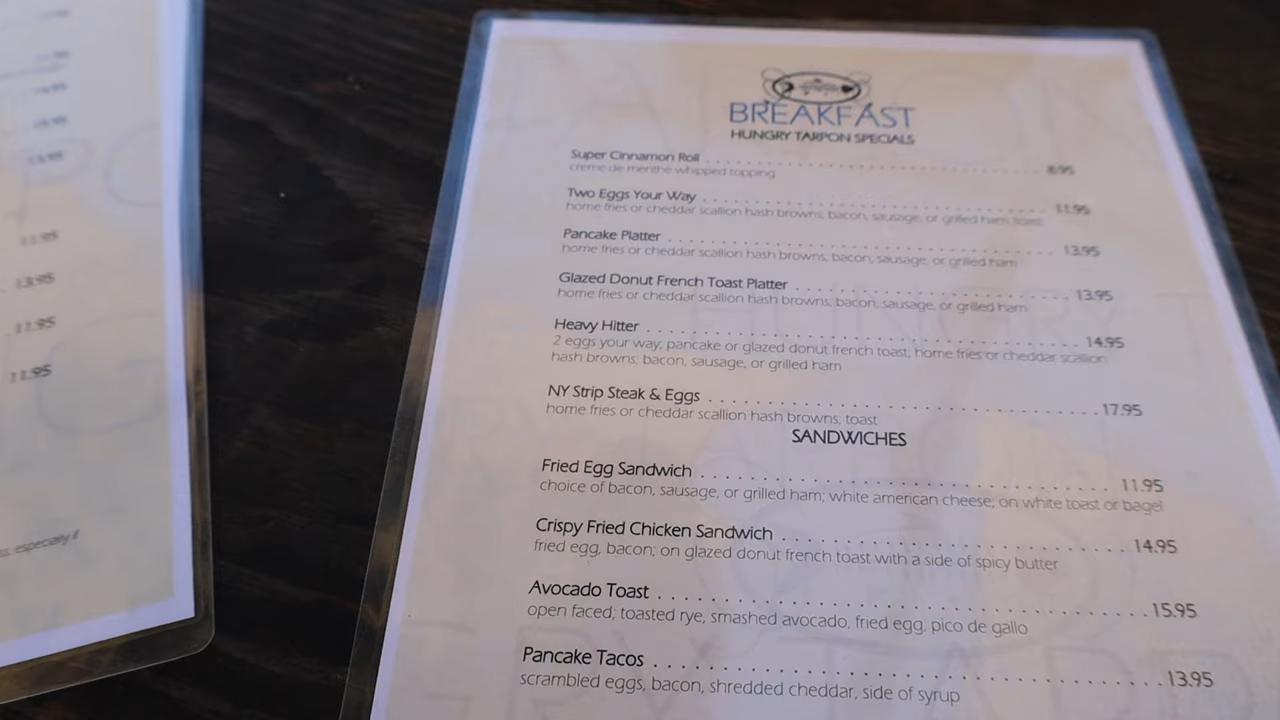 BREAKFAST
HUNGRY TARPON SPECIALS
Super Cinnamon Roll . . . . . . . . . . . . . . . . . . . . 8.95
creme de menthe whipped topping
Two Eggs Your Way . . . . . . . . . . . . . . . . . . . . 11.95
home fries or cheddar scallion hash browns; bacon, sausage, or grilled ham; toast
Pancake Platter . . . . . . . . . . . . . . . . . . . . 13.95
home fries or cheddar scallion hash browns; bacon, sausage, or grilled ham
Glazed Donut French Toast Platter . . . . . . . . . . . . . . . . . . . . 13.95
home fries or cheddar scallion hash browns; bacon, sausage, or grilled ham
Heavy Hitter . . . . . . . . . . . . . . . . . . . . 14.95
2 eggs your way; pancake or glazed donut french toast; home fries or cheddar scallion
hash browns; bacon, sausage, or grilled ham
NY Strip Steak & Eggs . . . . . . . . . . . . . . . . . . . . 17.95
home fries or cheddar scallion hash browns; toast
SANDWICHES
Fried Egg Sandwich . . . . . . . . . . . . . . . . . . . . 11.95
choice of bacon, sausage, or grilled ham; white american cheese; on white toast or bagel
Crispy Fried Chicken Sandwich . . . . . . . . . . . . . . . . . . . . 14.95
fried egg, bacon; on glazed donut french toast with a side of spicy butter
Avocado Toast . . . . . . . . . . . . . . . . . . . . 15.95
open faced; toasted rye, smashed avocado, fried egg, pico de gallo
Pancake Tacos . . . . . . . . . . . . . . . . . . . . 13.95
scrambled eggs, bacon, shredded cheddar, side of syrup
11.95
13.95
11.95
11.95
especially if